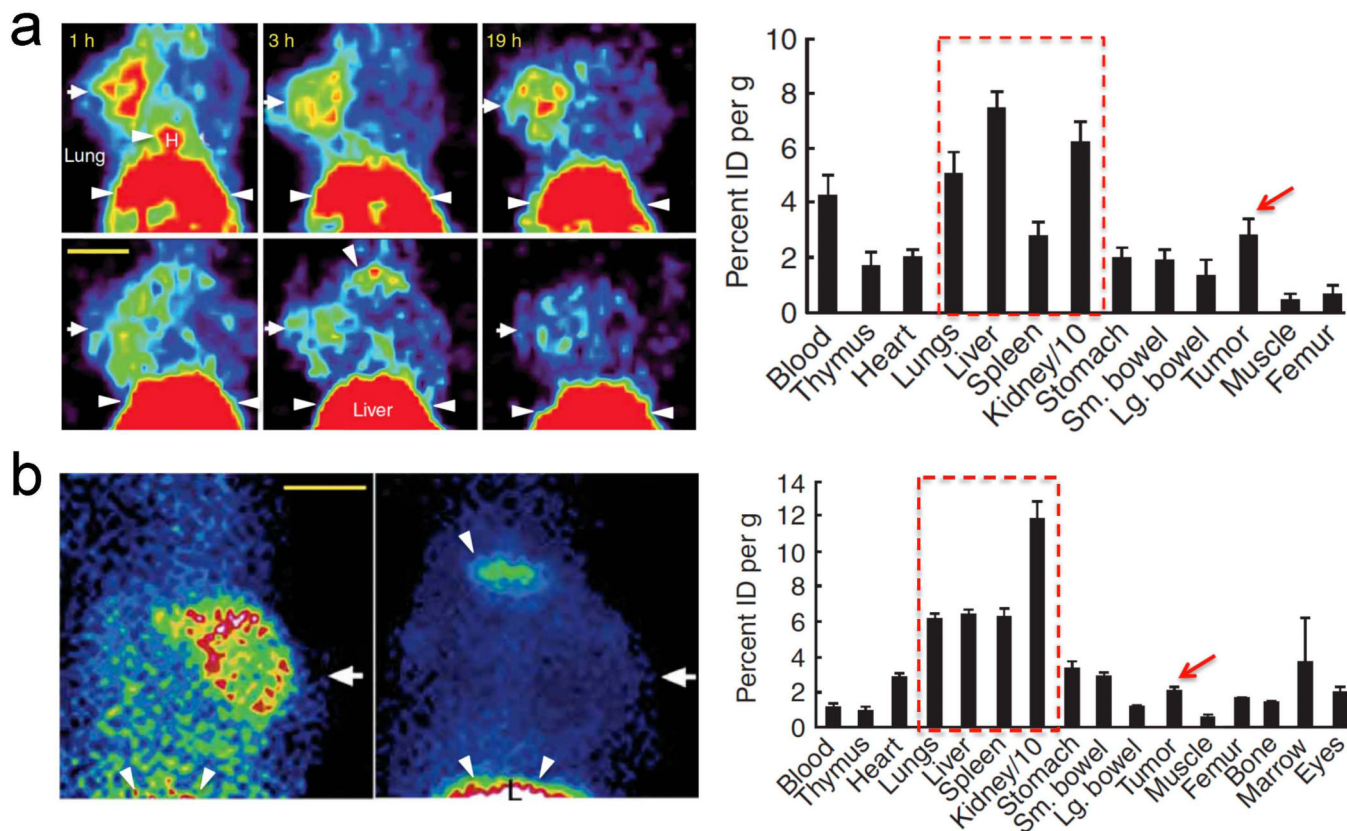 a
1 h
3 h
19 h
H
Lung
Liver
Percent ID per g
10
8
6
4
2
0
Blood
Thymus
Heart
Lungs
Liver
Spleen
Kidney/10
Stomach
Sm. bowel
Lg. bowel
Tumor
Muscle
Femur
b
L
Percent ID per g
14
12
10
8
6
4
2
0
Blood
Thymus
Heart
Lungs
Liver
Spleen
Kidney/10
Stomach
Sm. bowel
Lg. bowel
Tumor
Muscle
Femur
Bone
Marrow
Eyes